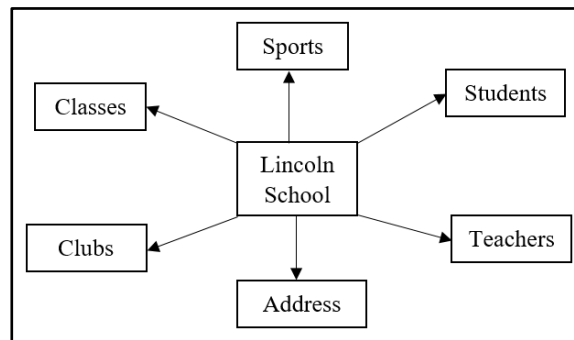 Sports
Classes
Students
Lincoln
School
Clubs
Teachers
Address